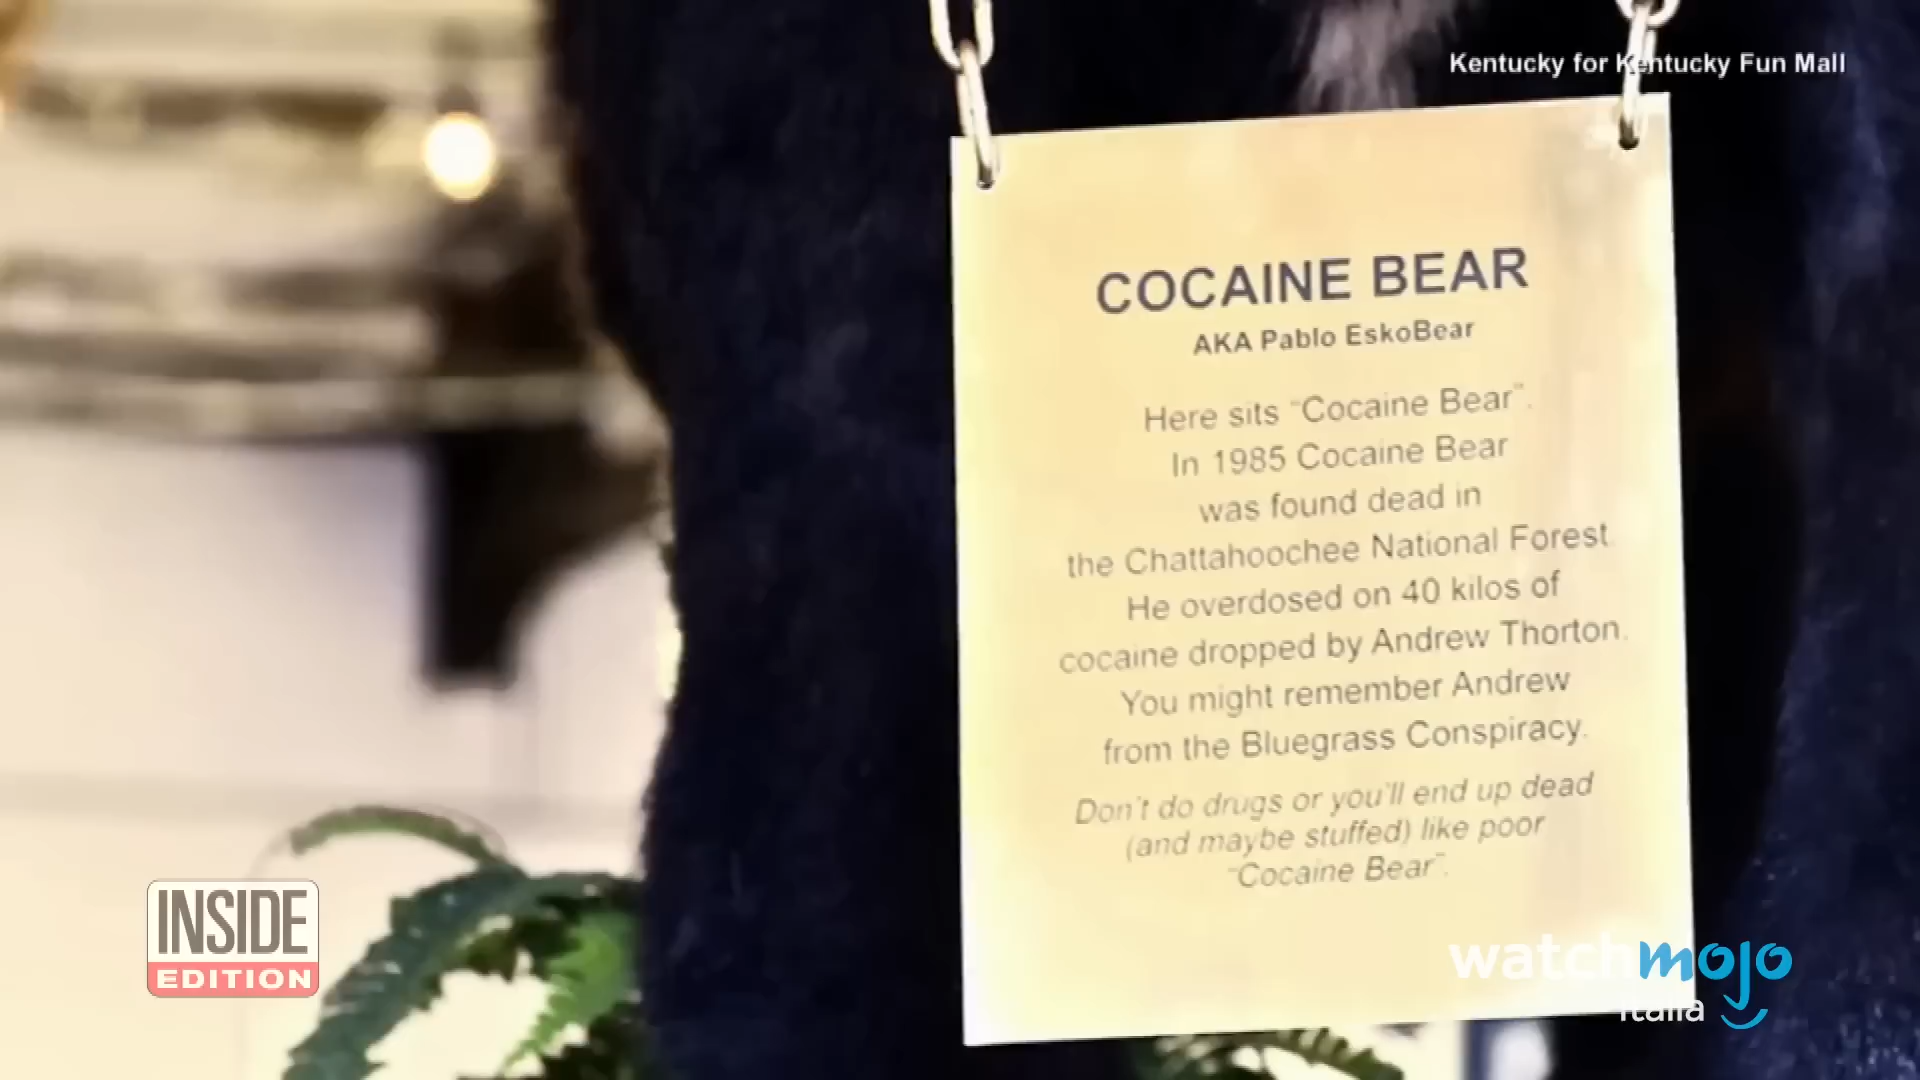 Kentucky for Kentucky Fun Mall
COCAINE BEAR
AKA Pablo EskoBear
Here sits "Cocaine Bear".
In 1985 Cocaine Bear
was found dead in
the Chattahoochee National Forest.
He overdosed on 40 kilos of
cocaine dropped by Andrew Thorton.
You might remember Andrew
from the Bluegrass Conspiracy.
Don't do drugs or you'll end up dead
(and maybe stuffed) like poor
"Cocaine Bear".
INSIDE
EDITION
watchmojo
Italia